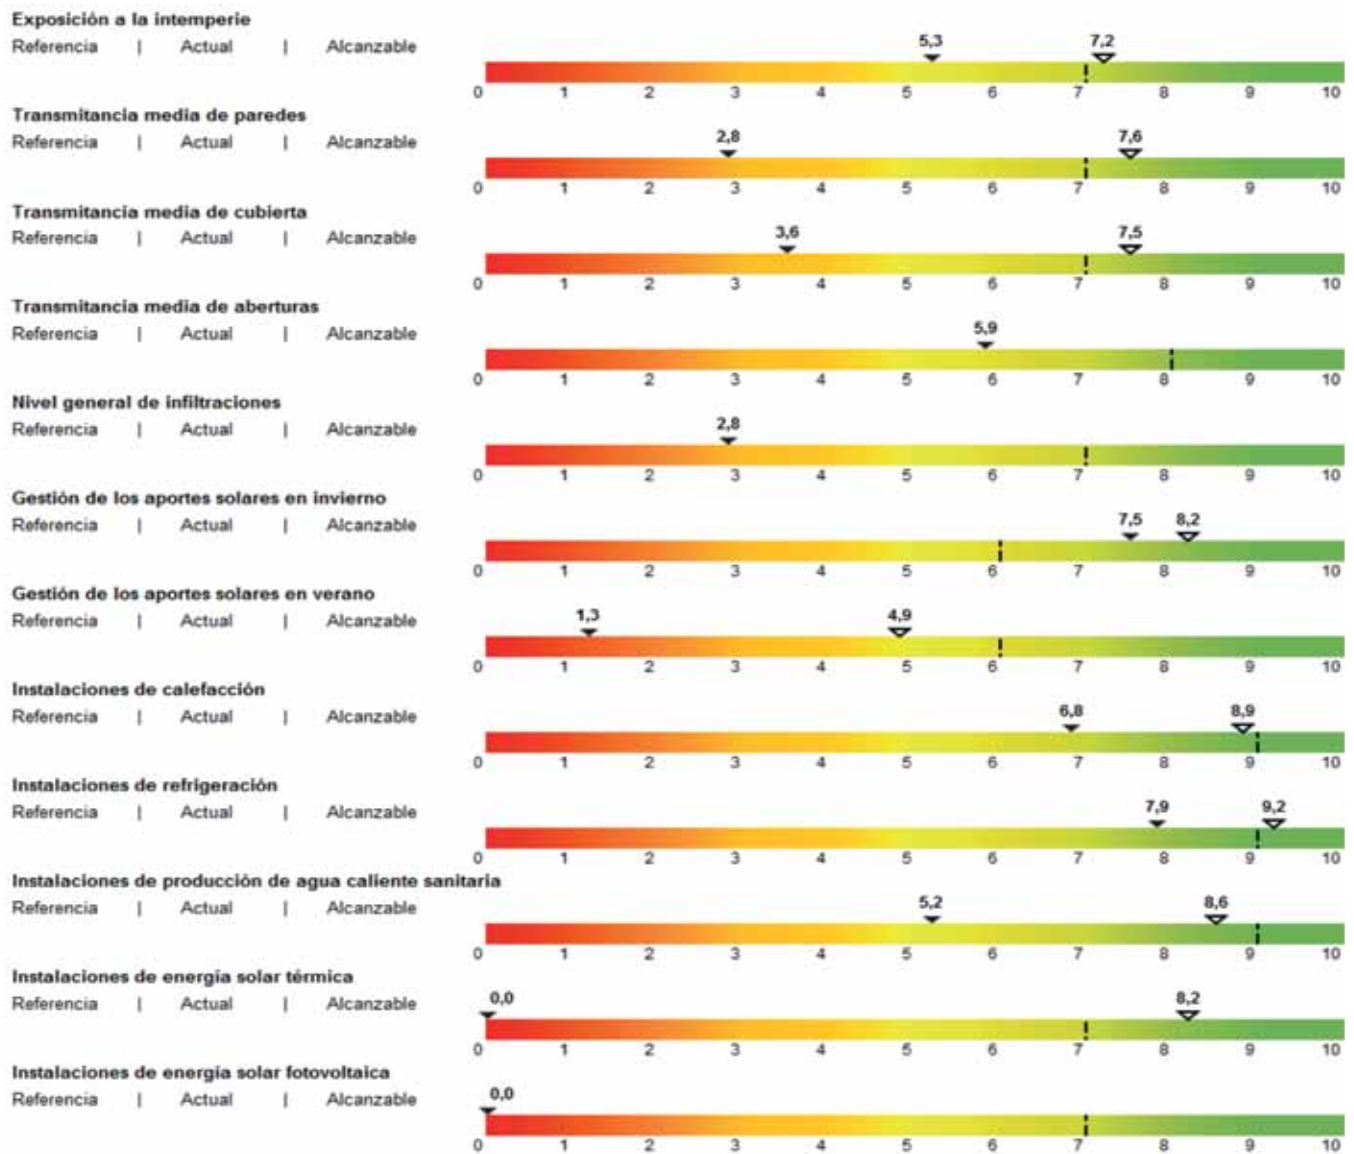 Exposición a la intemperie
Referencia | Actual | Alcanzable
5,3 7,2
0 1 2 3 4 5 6 7 8 9 10
Transmitancia media de paredes
Referencia | Actual | Alcanzable
2,8 7,6
0 1 2 3 4 5 6 7 8 9 10
Transmitancia media de cubierta
Referencia | Actual | Alcanzable
3,6 7,5
0 1 2 3 4 5 6 7 8 9 10
Transmitancia media de aberturas
Referencia | Actual | Alcanzable
5,9
0 1 2 3 4 5 6 7 8 9 10
Nivel general de infiltraciones
Referencia | Actual | Alcanzable
2,8
0 1 2 3 4 5 6 7 8 9 10
Gestión de los aportes solares en invierno
Referencia | Actual | Alcanzable
7,5 8,2
0 1 2 3 4 5 6 7 8 9 10
Gestión de los aportes solares en verano
Referencia | Actual | Alcanzable
1,3 4,9
0 1 2 3 4 5 6 7 8 9 10
Instalaciones de calefacción
Referencia | Actual | Alcanzable
6,8 8,9
0 1 2 3 4 5 6 7 8 9 10
Instalaciones de refrigeración
Referencia | Actual | Alcanzable
7,9 9,2
0 1 2 3 4 5 6 7 8 9 10
Instalaciones de producción de agua caliente sanitaria
Referencia | Actual | Alcanzable
5,2 8,6
0 1 2 3 4 5 6 7 8 9 10
Instalaciones de energía solar térmica
Referencia | Actual | Alcanzable
0,0 8,2
0 1 2 3 4 5 6 7 8 9 10
Instalaciones de energía solar fotovoltaica
Referencia | Actual | Alcanzable
0,0
0 1 2 3 4 5 6 7 8 9 10